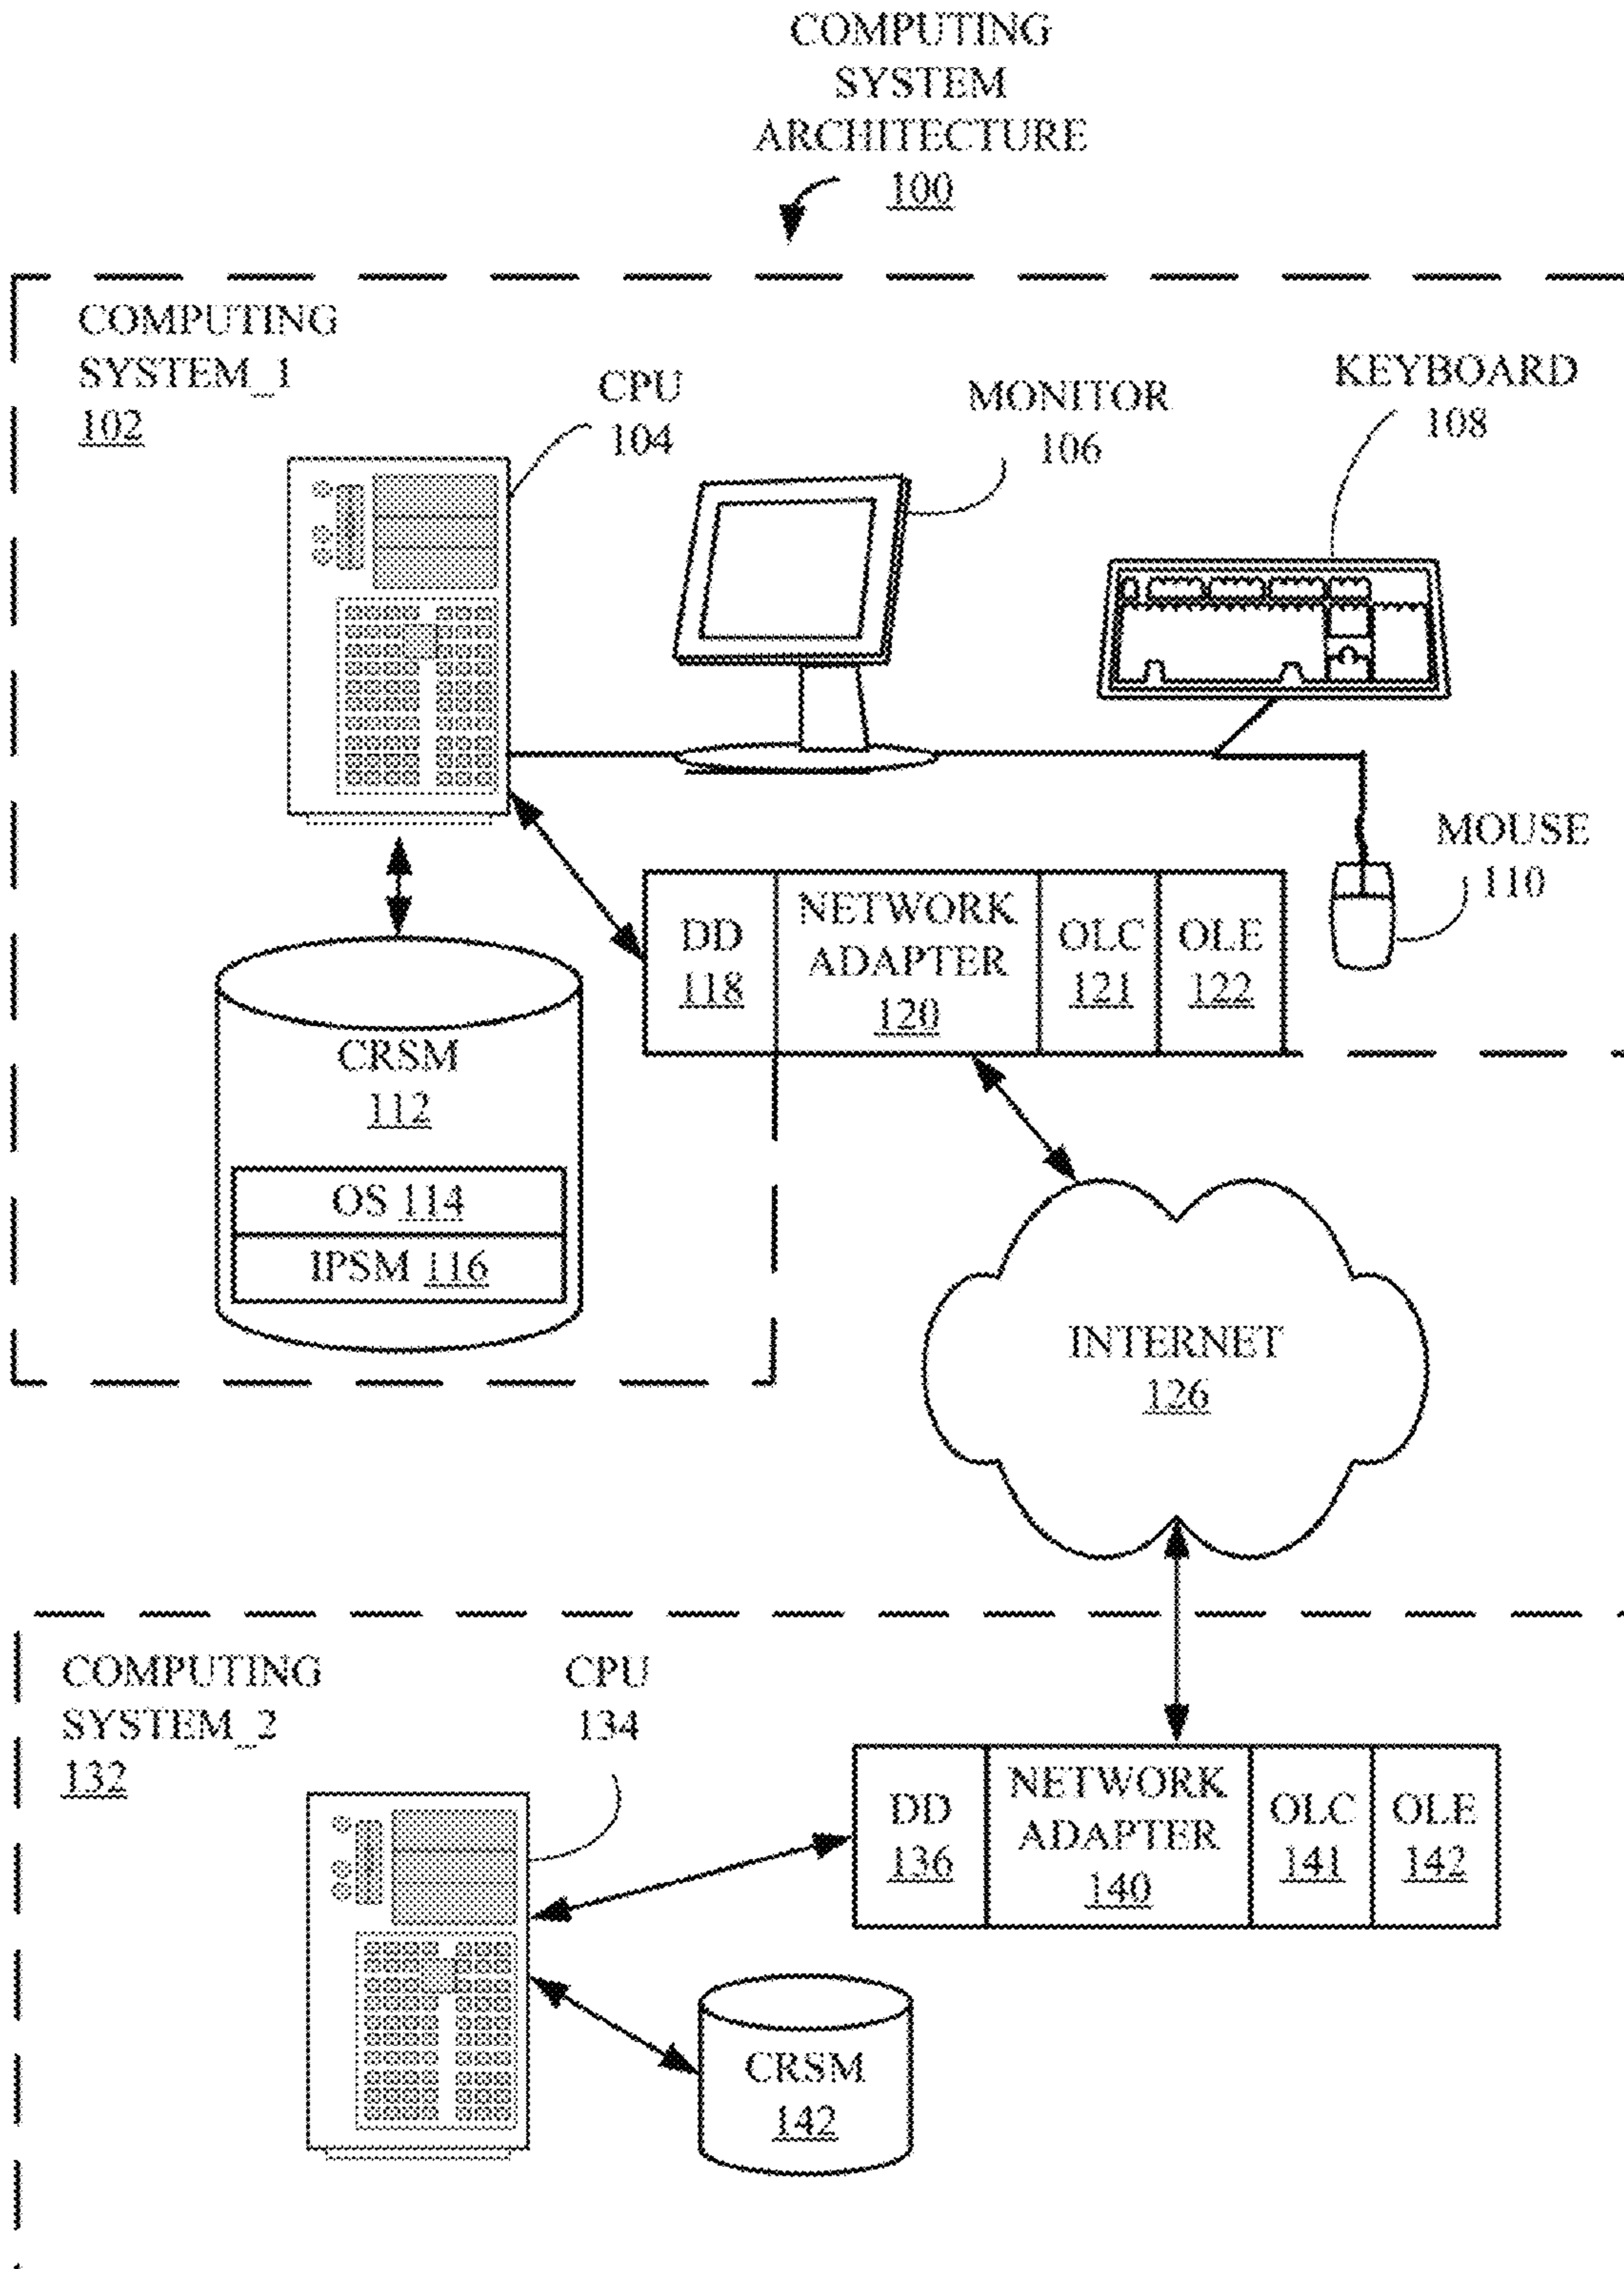 COMPUTING
SYSTEM
ARCHITECTURE
100
COMPUTING
SYSTEM_1
102
CPU
104
MONITOR
106
KEYBOARD
108
MOUSE
110
DD
118
NETWORK
ADAPTER
120
OLC
121
OLE
122
CRSM
112
OS 114
IPSM 116
INTERNET
126
COMPUTING
SYSTEM_2
132
CPU
134
DD
136
NETWORK
ADAPTER
140
OLC
141
OLE
142
CRSM
142